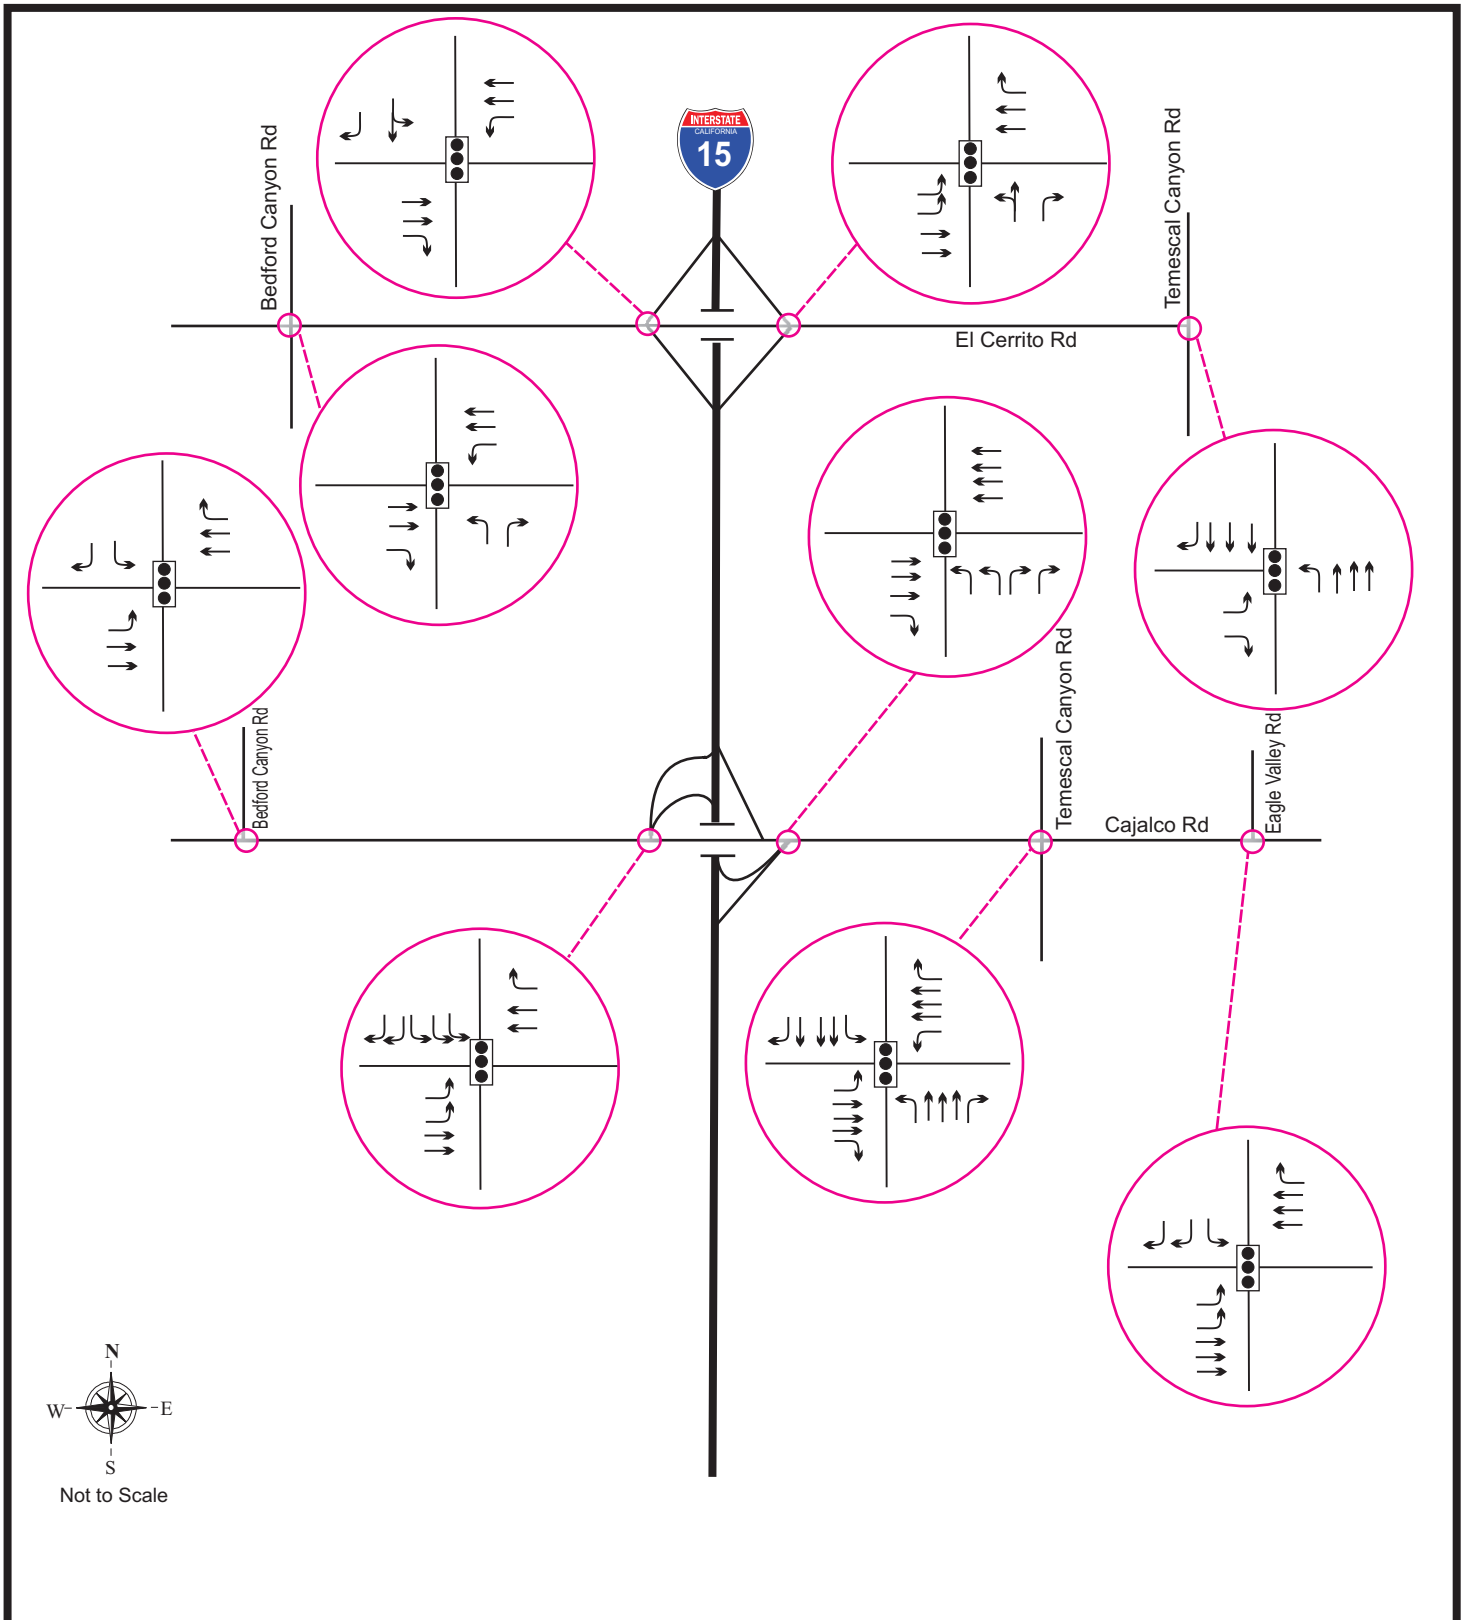 INTERSTATE
CALIFORNIA
15
Bedford Canyon Rd
Temescal Canyon Rd
El Cerrito Rd
Bedford Canyon Rd
Temescal Canyon Rd
Cajalco Rd
Eagle Valley Rd
N
W
E
S
Not to Scale